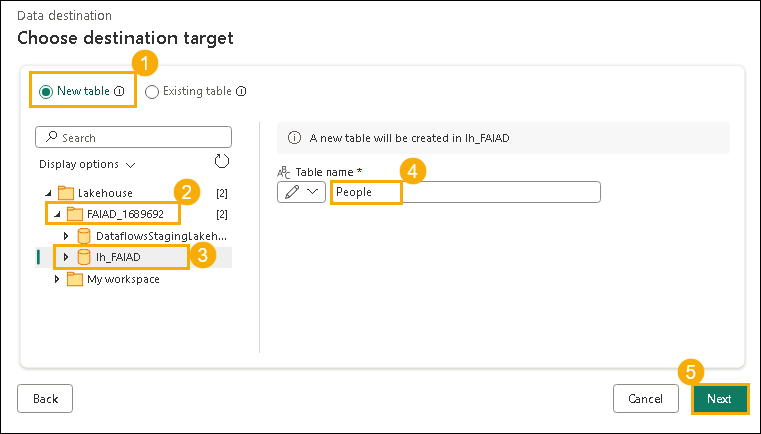 Data destination
Choose destination target
1
New table
Existing table
Search
Display options
Lakehouse [2]
2
FAIAD_1689692 [2]
DataflowsStagingLakeh...
lh_FAIAD
3
My workspace
A new table will be created in lh_FAIAD
4
ABC Table name *
People
5
Back
Cancel
Next